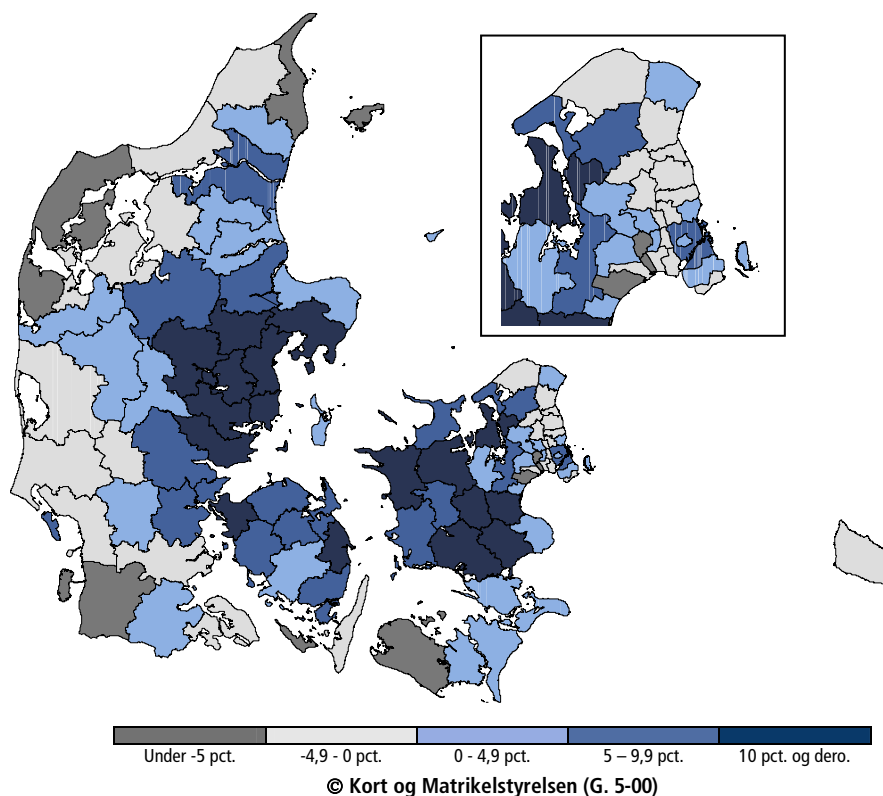 Under -5 pct. -4,9 - 0 pct. 0 - 4,9 pct. 5 – 9,9 pct. 10 pct. og dero.
© Kort og Matrikelstyrelsen (G. 5-00)